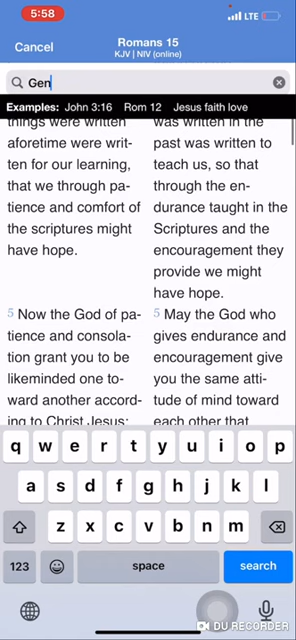 5:58
LTE
Cancel
Romans 15
KJV | NIV (online)
Gen
Examples: John 3:16 Rom 12 Jesus faith love
things were written
aforetime were writ-
ten for our learning,
that we through pa-
tience and comfort of
the scriptures might
have hope.
was written in the
past was written to
teach us, so that
through the en-
durance taught in the
Scriptures and the
encouragement they
provide we might
have hope.
5 Now the God of pa-
tience and consola-
tion grant you to be
likeminded one to-
ward another accord-
ing to Christ Jesus:
5 May the God who
gives endurance and
encouragement give
you the same atti-
tude of mind toward
each other that
q w e r t y u i o p
a s d f g h j k l
z x c v b n m
123 space search
DU RECORDER